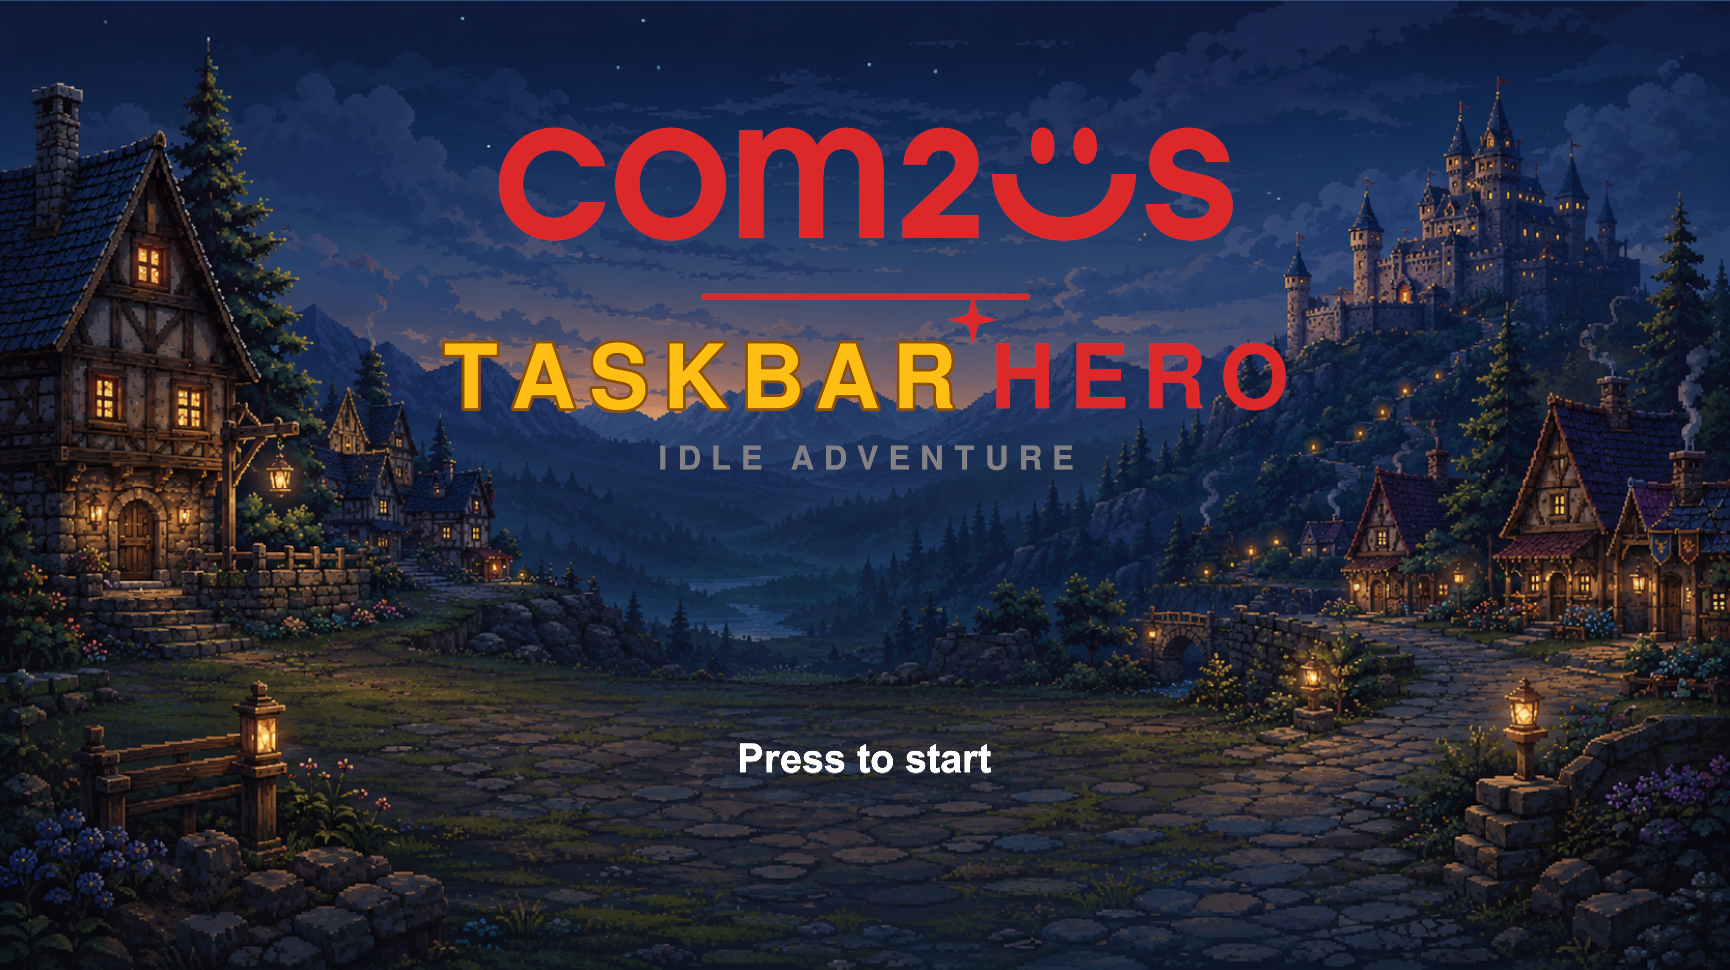 com2us
TASKBAR HERO
IDLE ADVENTURE
Press to start